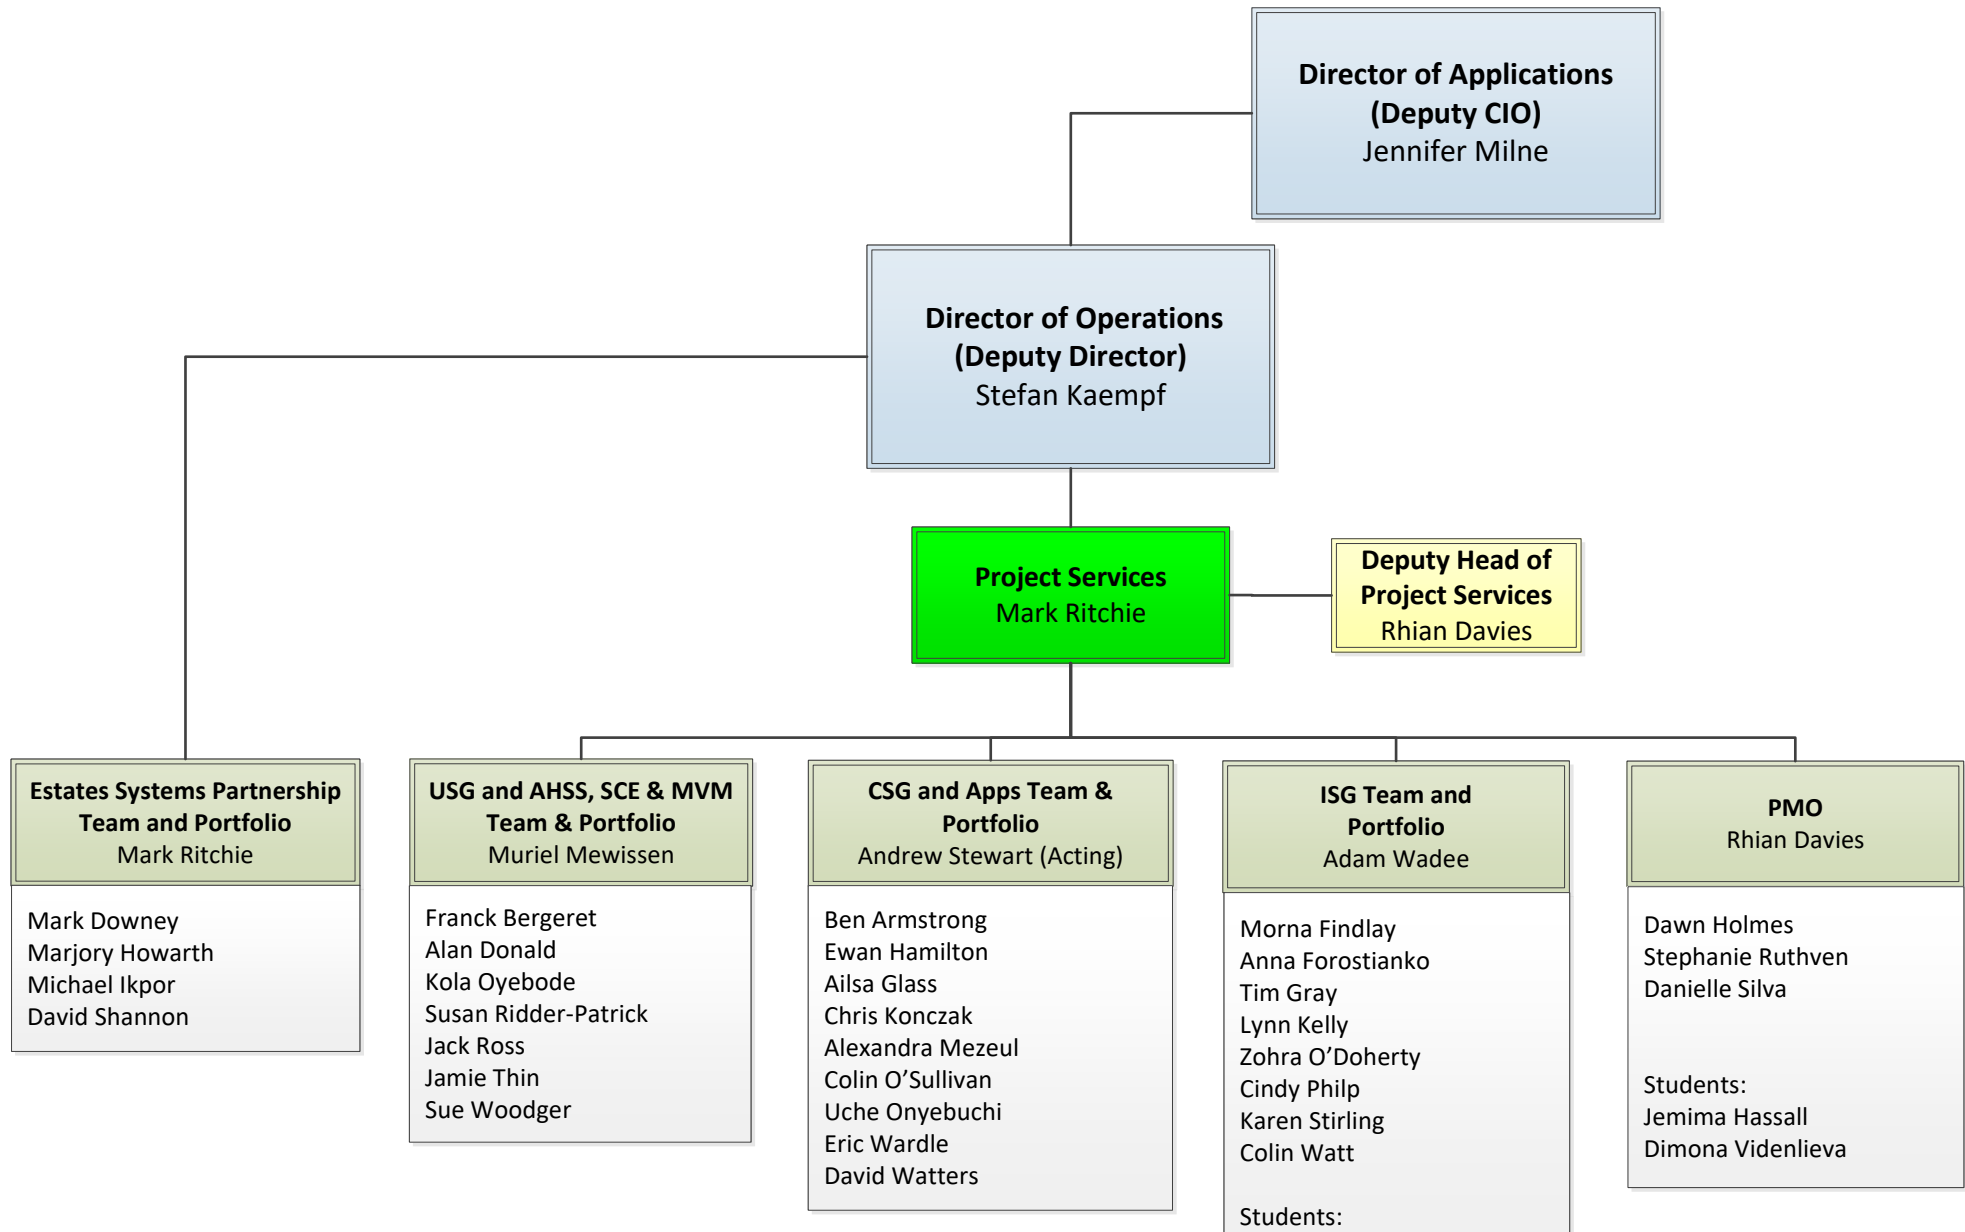 Director of Applications
(Deputy CIO)
Jennifer Milne
Director of Operations
(Deputy Director)
Stefan Kaempf
Project Services
Mark Ritchie
Deputy Head of
Project Services
Rhian Davies
Estates Systems Partnership
Team and Portfolio
Mark Ritchie
Mark Downey
Marjory Howarth
Michael Ikpor
David Shannon
USG and AHSS, SCE & MVM
Team & Portfolio
Muriel Mewissen
Franck Bergeret
Alan Donald
Kola Oyebode
Susan Ridder-Patrick
Jack Ross
Jamie Thin
Sue Woodger
CSG and Apps Team &
Portfolio
Andrew Stewart (Acting)
Ben Armstrong
Ewan Hamilton
Ailsa Glass
Chris Konczak
Alexandra Mezeul
Colin O’Sullivan
Uche Onyebuchi
Eric Wardle
David Watters
ISG Team and
Portfolio
Adam Wadee
Morna Findlay
Anna Forostianko
Tim Gray
Lynn Kelly
Zohra O’Doherty
Cindy Philp
Karen Stirling
Colin Watt
Students:
PMO
Rhian Davies
Dawn Holmes
Stephanie Ruthven
Danielle Silva
Students:
Jemima Hassall
Dimona Videnlieva